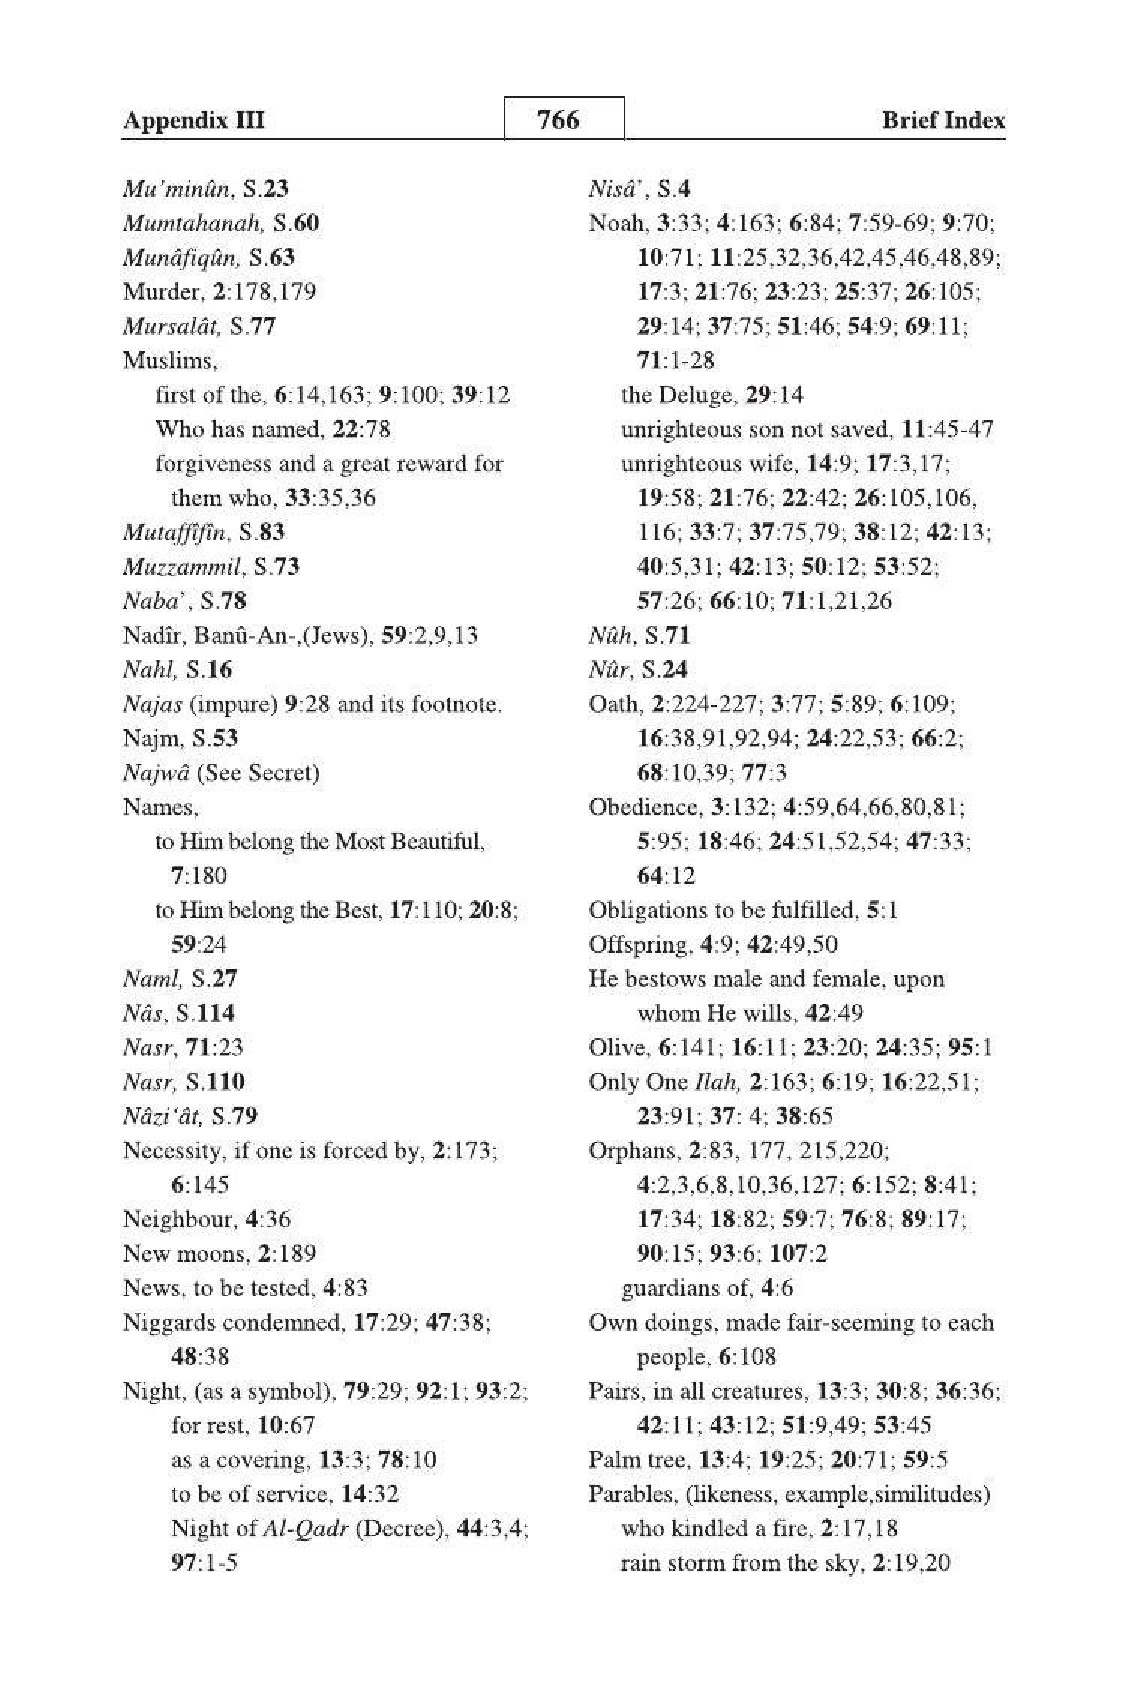 Appendix III 766 Brief Index
Mu’minûn, S.23
Mumtahanah, S.60
Munâfiqûn, S.63
Murder, 2:178,179
Mursalât, S.77
Muslims,
first of the, 6:14,163; 9:100; 39:12
Who has named, 22:78
forgiveness and a great reward for
them who, 33:35,36
Mutaffîfîn, S.83
Muzzammil, S.73
Naba’, S.78
Nadîr, Banû-An-,(Jews), 59:2,9,13
Nahl, S.16
Najas (impure) 9:28 and its footnote.
Najm, S.53
Najwâ (See Secret)
Names,
to Him belong the Most Beautiful,
7:180
to Him belong the Best, 17:110; 20:8;
59:24
Naml, S.27
Nâs, S.114
Nasr, 71:23
Nasr, S.110
Nâzi‘ât, S.79
Necessity, if one is forced by, 2:173;
6:145
Neighbour, 4:36
New moons, 2:189
News, to be tested, 4:83
Niggards condemned, 17:29; 47:38;
48:38
Night, (as a symbol), 79:29; 92:1; 93:2;
for rest, 10:67
as a covering, 13:3; 78:10
to be of service, 14:32
Night of Al-Qadr (Decree), 44:3,4;
97:1-5
Nisâ’, S.4
Noah, 3:33; 4:163; 6:84; 7:59-69; 9:70;
10:71; 11:25,32,36,42,45,46,48,89;
17:3; 21:76; 23:23; 25:37; 26:105;
29:14; 37:75; 51:46; 54:9; 69:11;
71:1-28
the Deluge, 29:14
unrighteous son not saved, 11:45-47
unrighteous wife, 14:9; 17:3,17;
19:58; 21:76; 22:42; 26:105,106,
116; 33:7; 37:75,79; 38:12; 42:13;
40:5,31; 42:13; 50:12; 53:52;
57:26; 66:10; 71:1,21,26
Nûh, S.71
Nûr, S.24
Oath, 2:224-227; 3:77; 5:89; 6:109;
16:38,91,92,94; 24:22,53; 66:2;
68:10,39; 77:3
Obedience, 3:132; 4:59,64,66,80,81;
5:95; 18:46; 24:51,52,54; 47:33;
64:12
Obligations to be fulfilled, 5:1
Offspring, 4:9; 42:49,50
He bestows male and female, upon
whom He wills, 42:49
Olive, 6:141; 16:11; 23:20; 24:35; 95:1
Only One Ilah, 2:163; 6:19; 16:22,51;
23:91; 37: 4; 38:65
Orphans, 2:83, 177, 215,220;
4:2,3,6,8,10,36,127; 6:152; 8:41;
17:34; 18:82; 59:7; 76:8; 89:17;
90:15; 93:6; 107:2
guardians of, 4:6
Own doings, made fair-seeming to each
people, 6:108
Pairs, in all creatures, 13:3; 30:8; 36:36;
42:11; 43:12; 51:9,49; 53:45
Palm tree, 13:4; 19:25; 20:71; 59:5
Parables, (likeness, example,similitudes)
who kindled a fire, 2:17,18
rain storm from the sky, 2:19,20